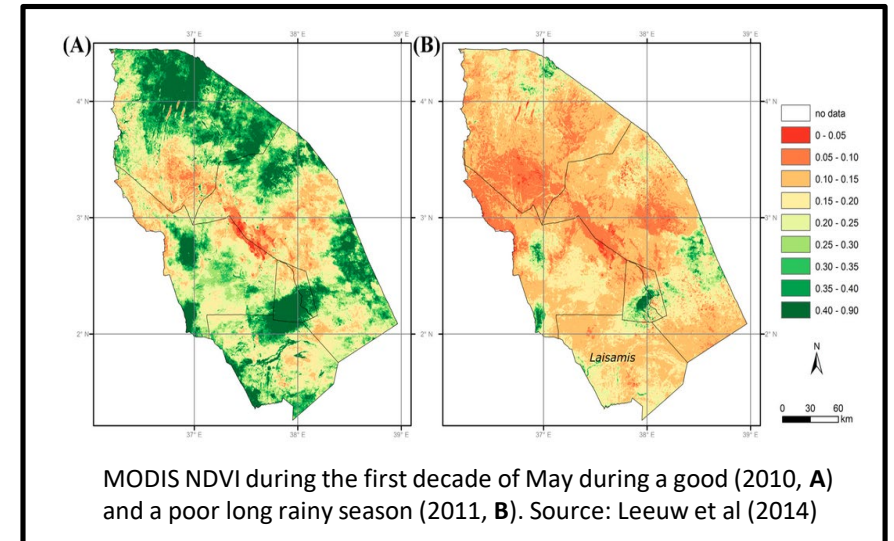 (A)
37° E
38° E
39° E
(B)
37° E
38° E
39° E
4° N
3° N
2° N
4° N
3° N
2° N
Laisamis
no data
0 - 0.05
0.05 - 0.10
0.10 - 0.15
0.15 - 0.20
0.20 - 0.25
0.25 - 0.30
0.30 - 0.35
0.35 - 0.40
0.40 - 0.90
N
0 30 60
km
37° E
38° E
39° E
37° E
38° E
39° E
MODIS NDVI during the first decade of May during a good (2010, A)
and a poor long rainy season (2011, B). Source: Leeuw et al (2014)